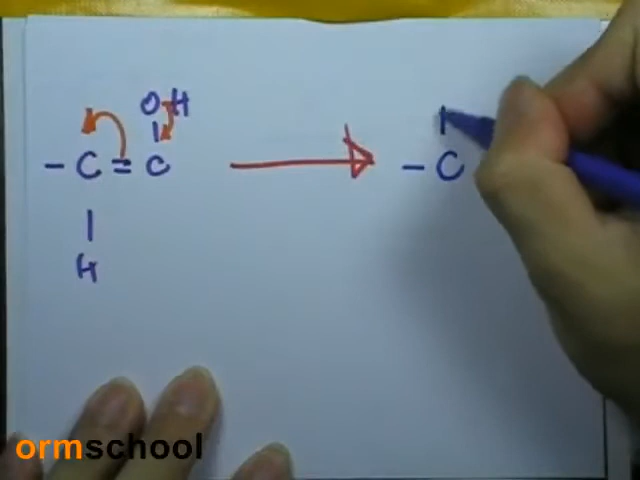 OH
- C = C → - C
H
ormschool